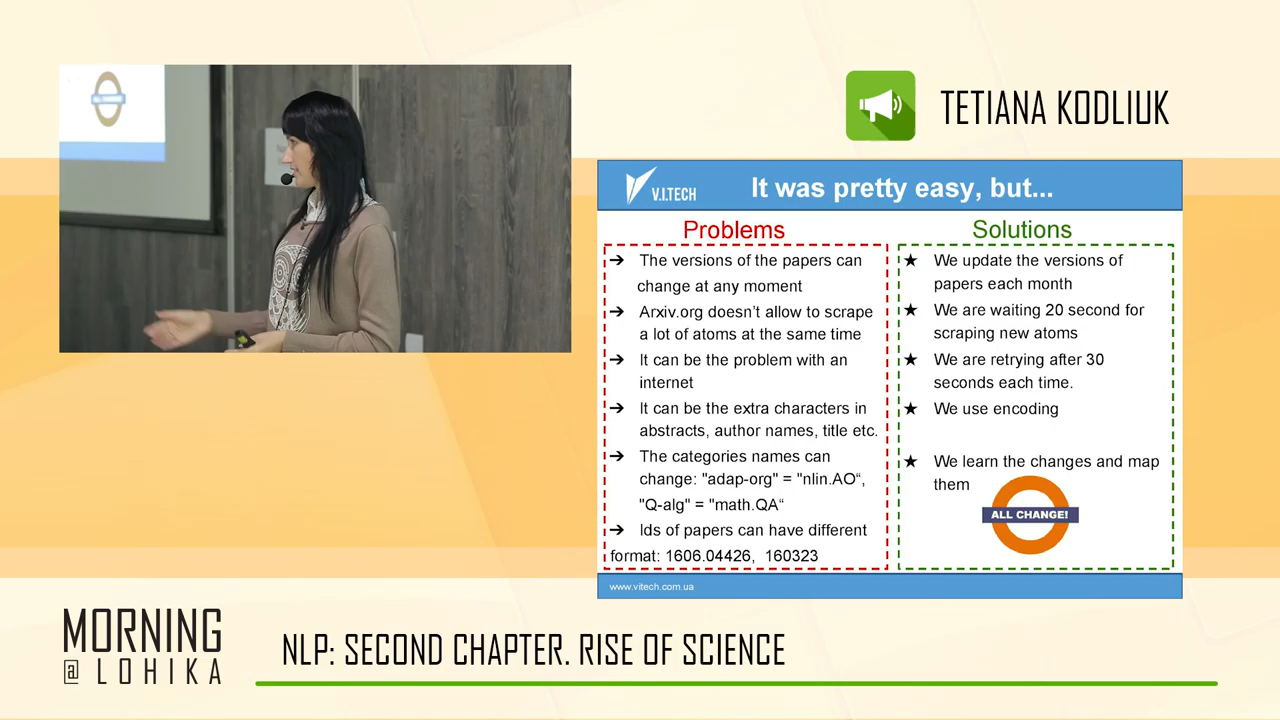 TETIANA KODLIUK
V.I.TECH
It was pretty easy, but...
Problems
➔ The versions of the papers can
change at any moment
➔ Arxiv.org doesn’t allow to scrape
a lot of atoms at the same time
➔ It can be the problem with an
internet
➔ It can be the extra characters in
abstracts, author names, title etc.
➔ The categories names can
change: "adap-org" = "nlin.AO“,
"Q-alg" = "math.QA“
➔ Ids of papers can have different
format: 1606.04426, 160323
Solutions
★ We update the versions of
papers each month
★ We are waiting 20 second for
scraping new atoms
★ We are retrying after 30
seconds each time.
★ We use encoding
★ We learn the changes and map
them
ALL CHANGE!
www.vitech.com.ua
MORNING
@ LOHIKA
NLP: SECOND CHAPTER. RISE OF SCIENCE